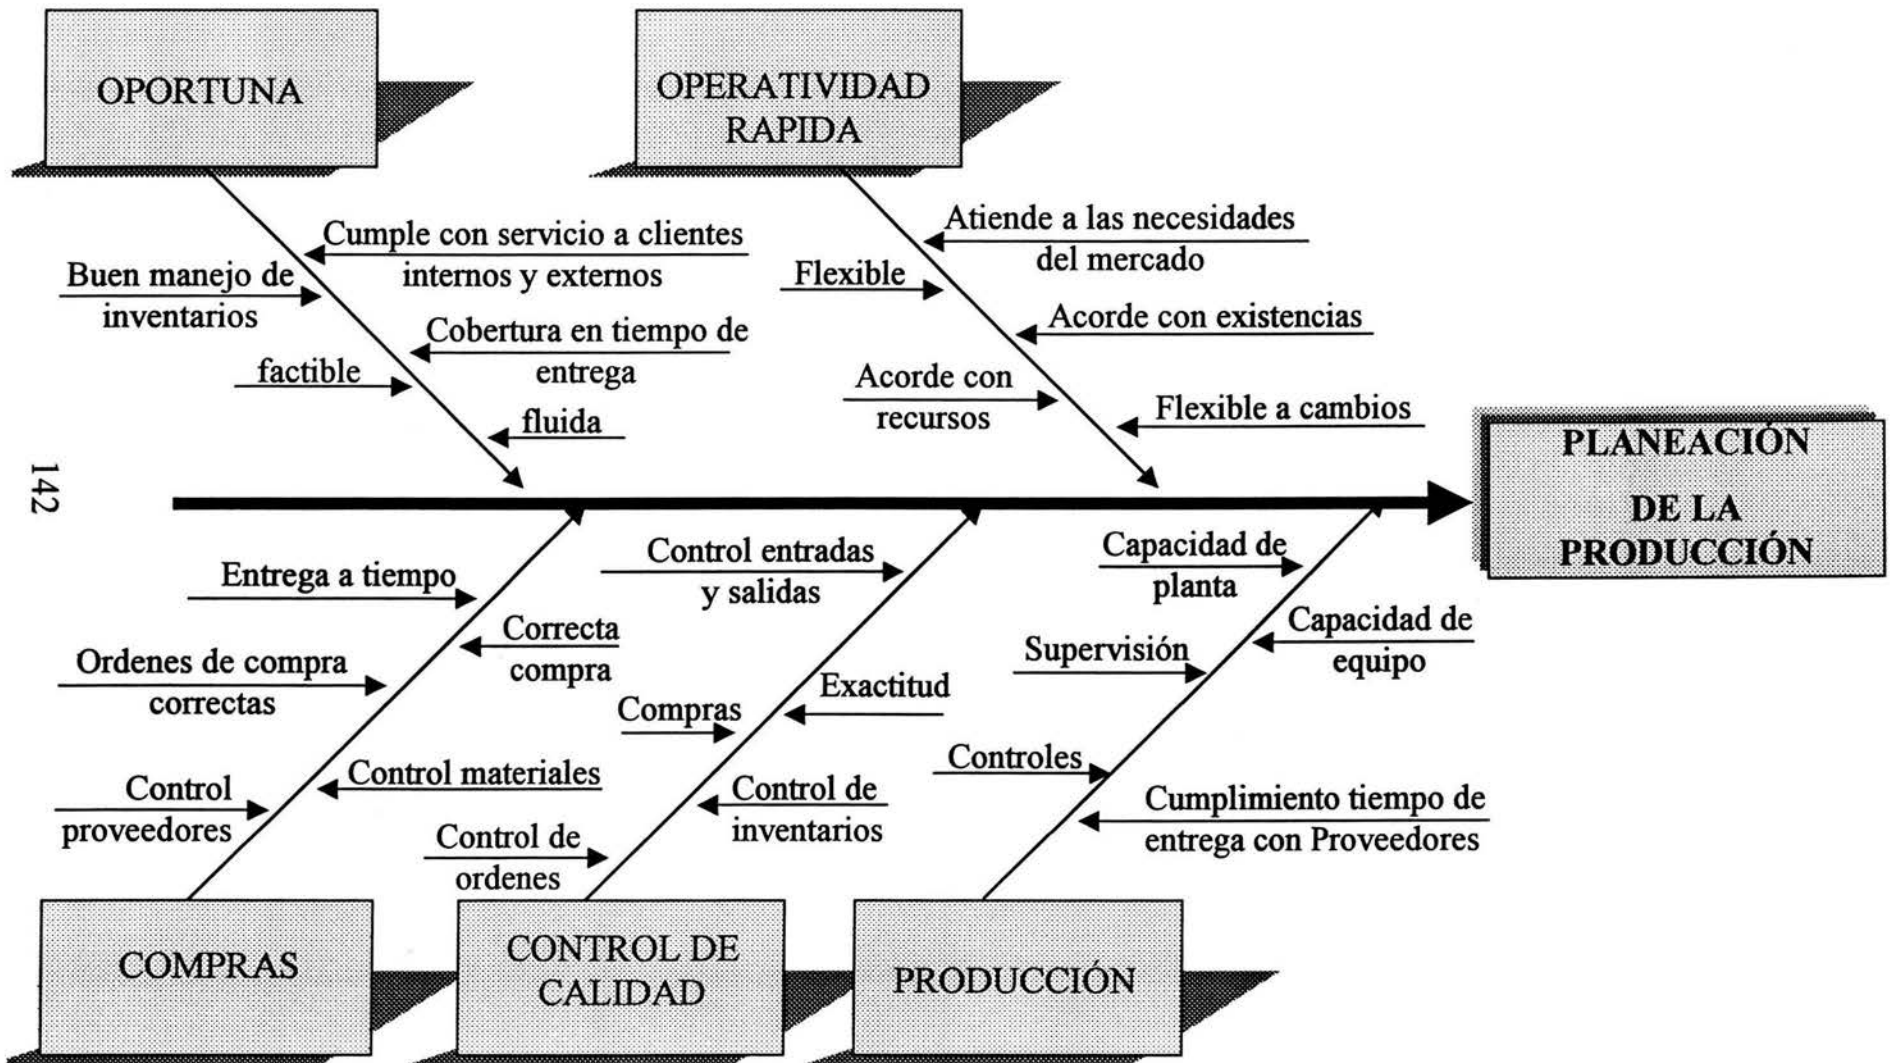 OPORTUNA
OPERATIVIDAD
RAPIDA
Cumple con servicio a clientes
internos y externos
Buen manejo de
inventarios
Cobertura en tiempo de
entrega
factible
fluida
Atiende a las necesidades
del mercado
Flexible
Acorde con existencias
Acorde con
recursos
Flexible a cambios
PLANEACIÓN
DE LA
PRODUCCIÓN
142
Entrega a tiempo
Correcta
compra
Ordenes de compra
correctas
Control materiales
Control
proveedores
Control entradas
y salidas
Exactitud
Compras
Control de
inventarios
Control de
ordenes
Capacidad de
planta
Capacidad de
equipo
Supervisión
Controles
Cumplimiento tiempo de
entrega con Proveedores
COMPRAS
CONTROL DE
CALIDAD
PRODUCCIÓN